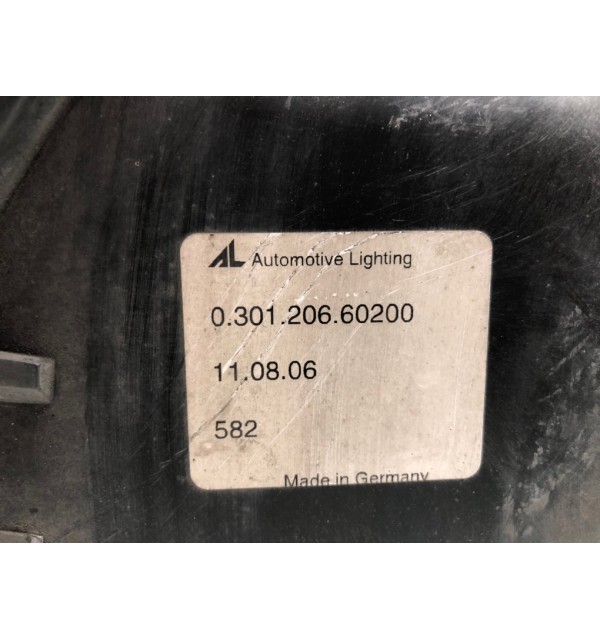 AL Automotive Lighting
0.301.206.60200
11.08.06
582
Made in Germany